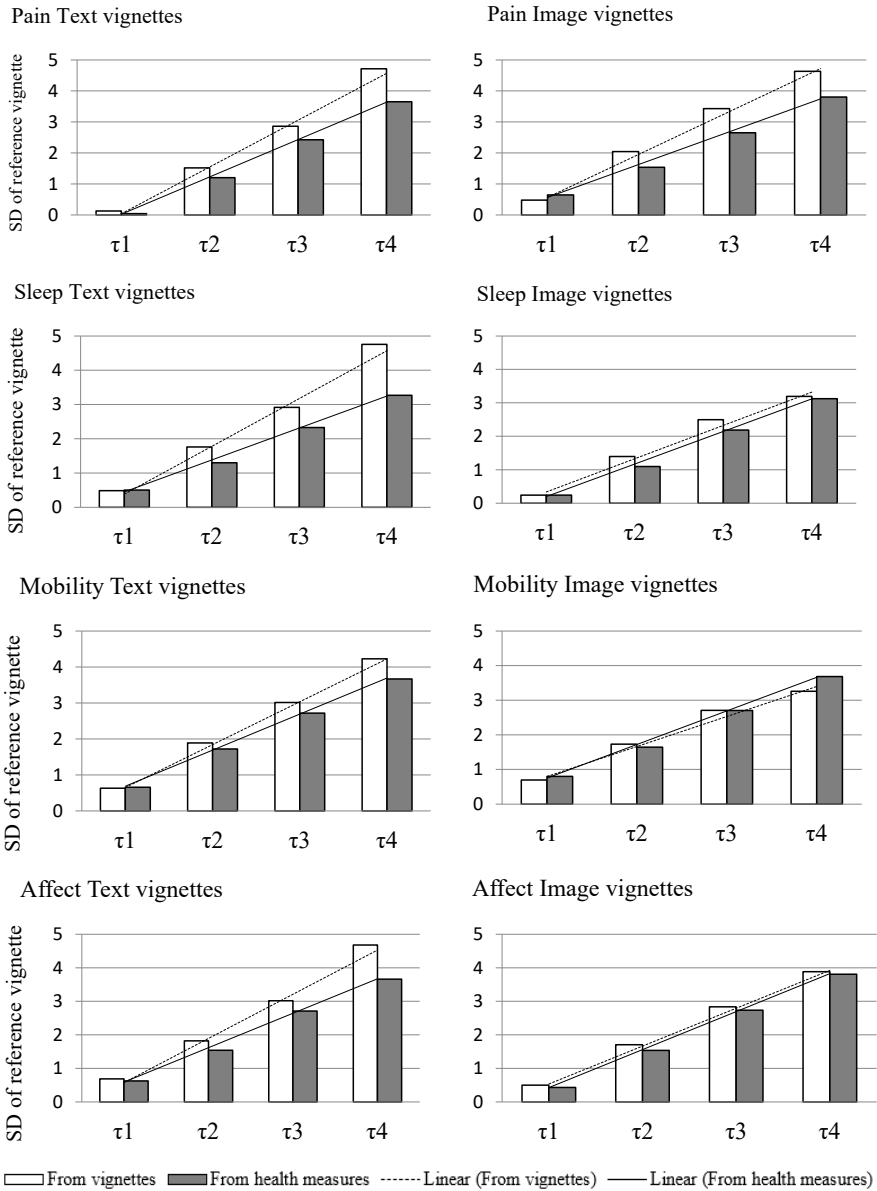 Pain Text vignettes
SD of reference vignette
5
4
3
2
1
0
τ1 τ2 τ3 τ4
Pain Image vignettes
5
4
3
2
1
0
τ1 τ2 τ3 τ4
Sleep Text vignettes
SD of reference vignette
5
4
3
2
1
0
τ1 τ2 τ3 τ4
Sleep Image vignettes
5
4
3
2
1
0
τ1 τ2 τ3 τ4
Mobility Text vignettes
SD of reference vignette
5
4
3
2
1
0
τ1 τ2 τ3 τ4
Mobility Image vignettes
5
4
3
2
1
0
τ1 τ2 τ3 τ4
Affect Text vignettes
SD of reference vignette
5
4
3
2
1
0
τ1 τ2 τ3 τ4
Affect Image vignettes
5
4
3
2
1
0
τ1 τ2 τ3 τ4
From vignettes From health measures Linear (From vignettes) Linear (From health measures)